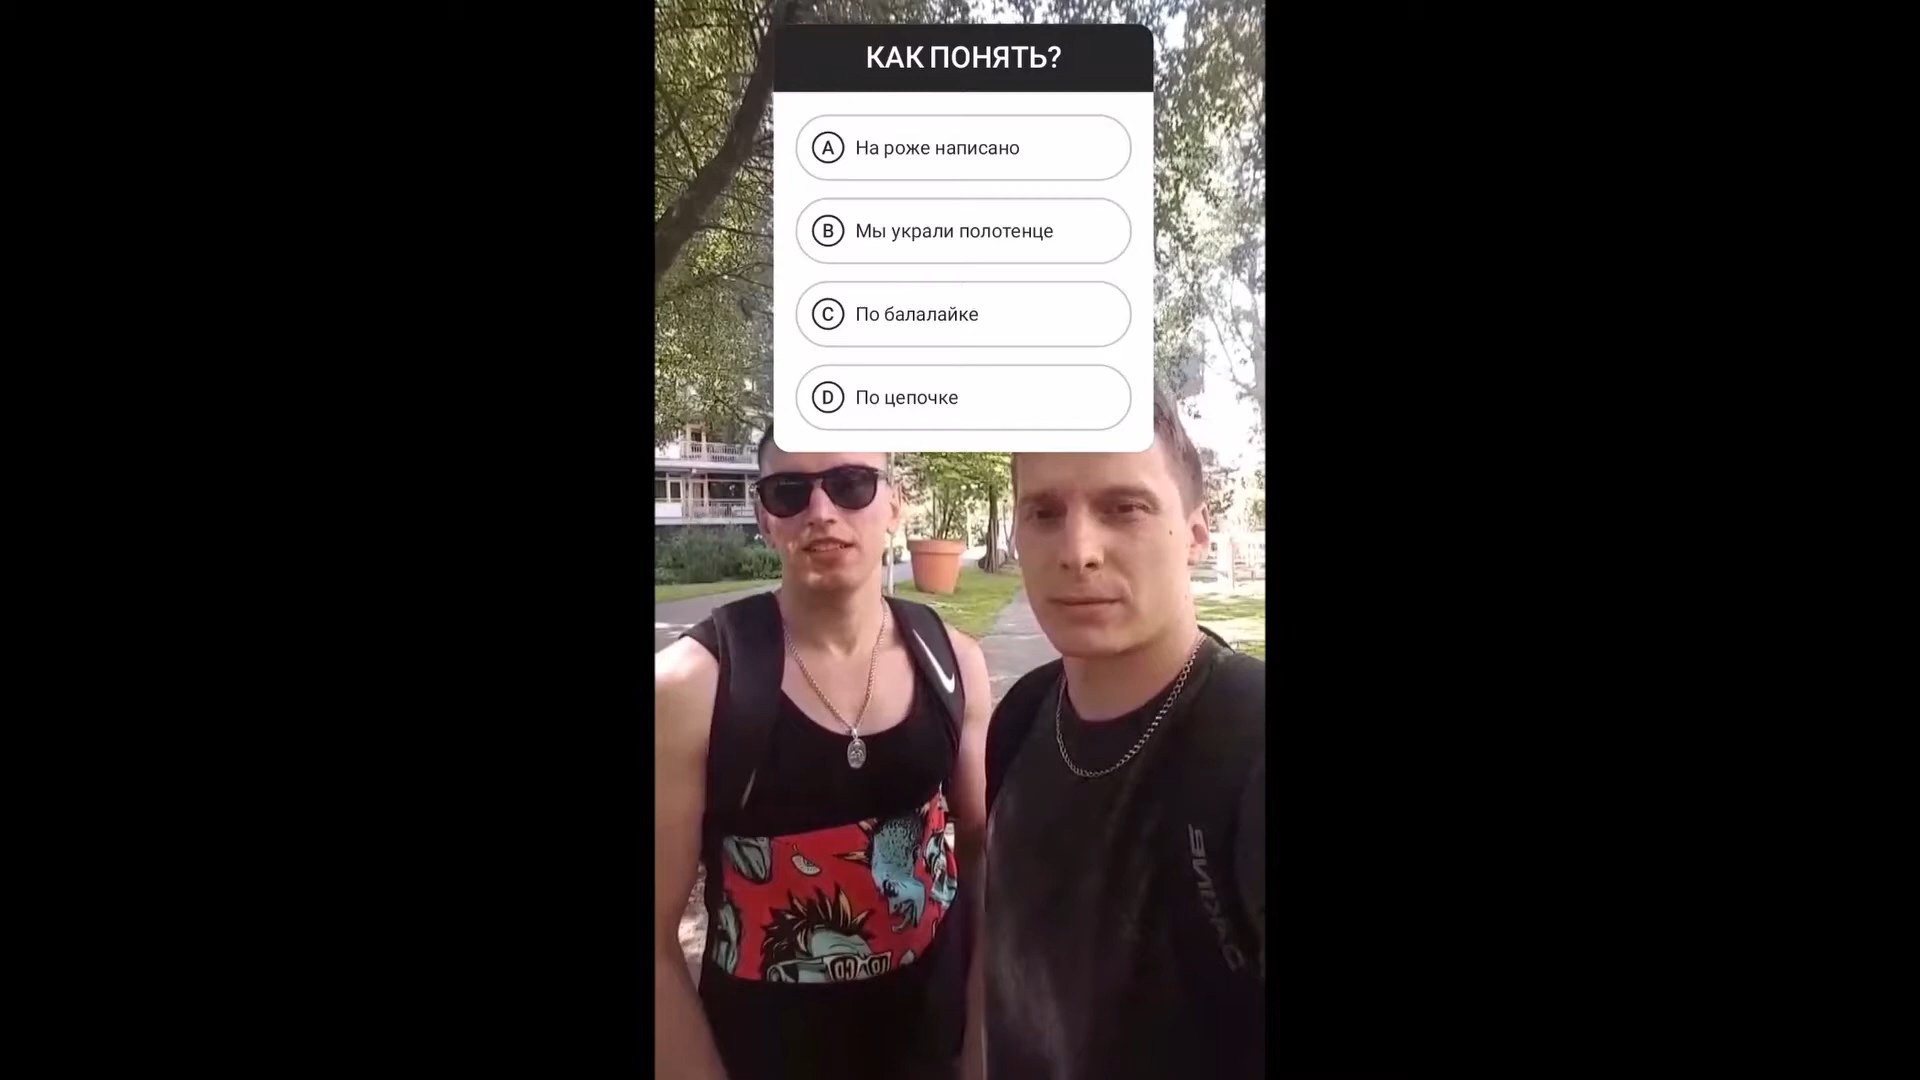 КАК ПОНЯТЬ?
A На роже написано
B Мы украли полотенце
C По балалайке
D По цепочке